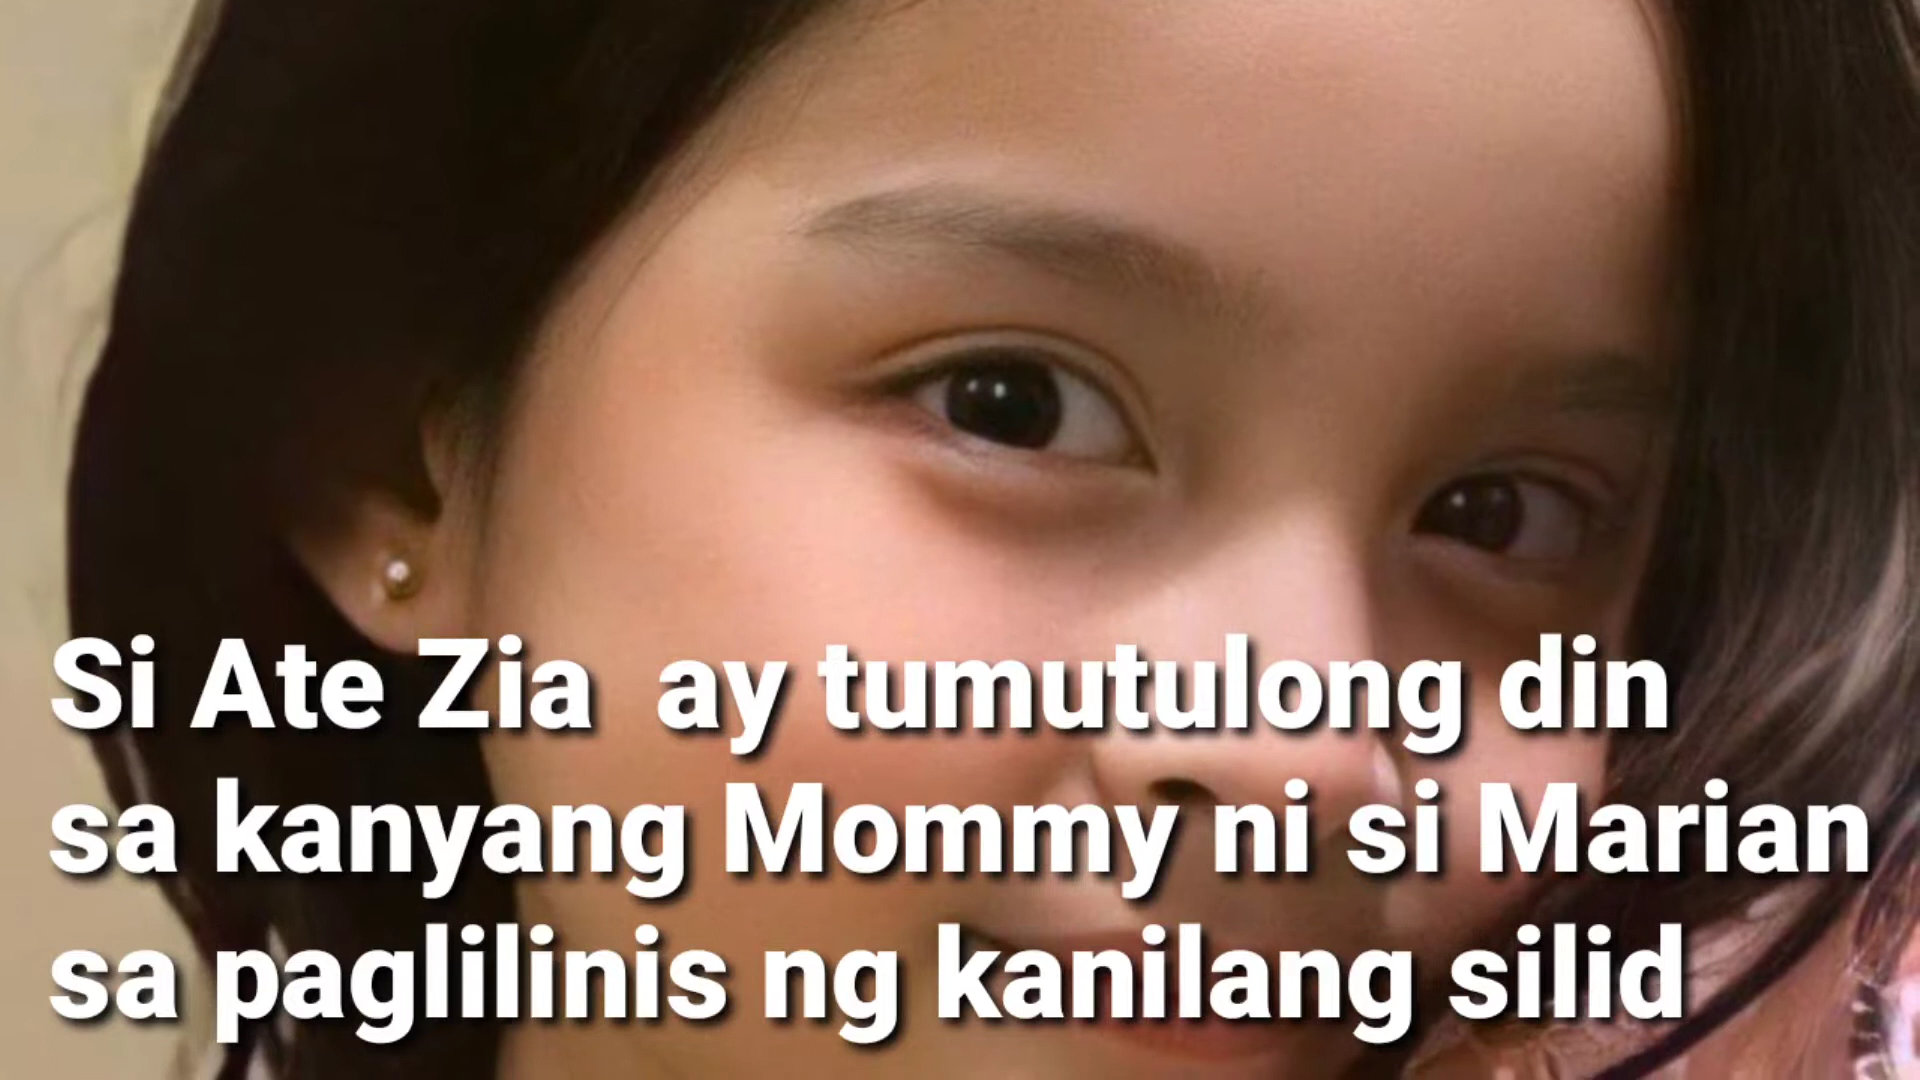 Si Ate Zia ay tumutulong din
sa kanyang Mommy ni si Marian
sa paglilinis ng kanilang silid